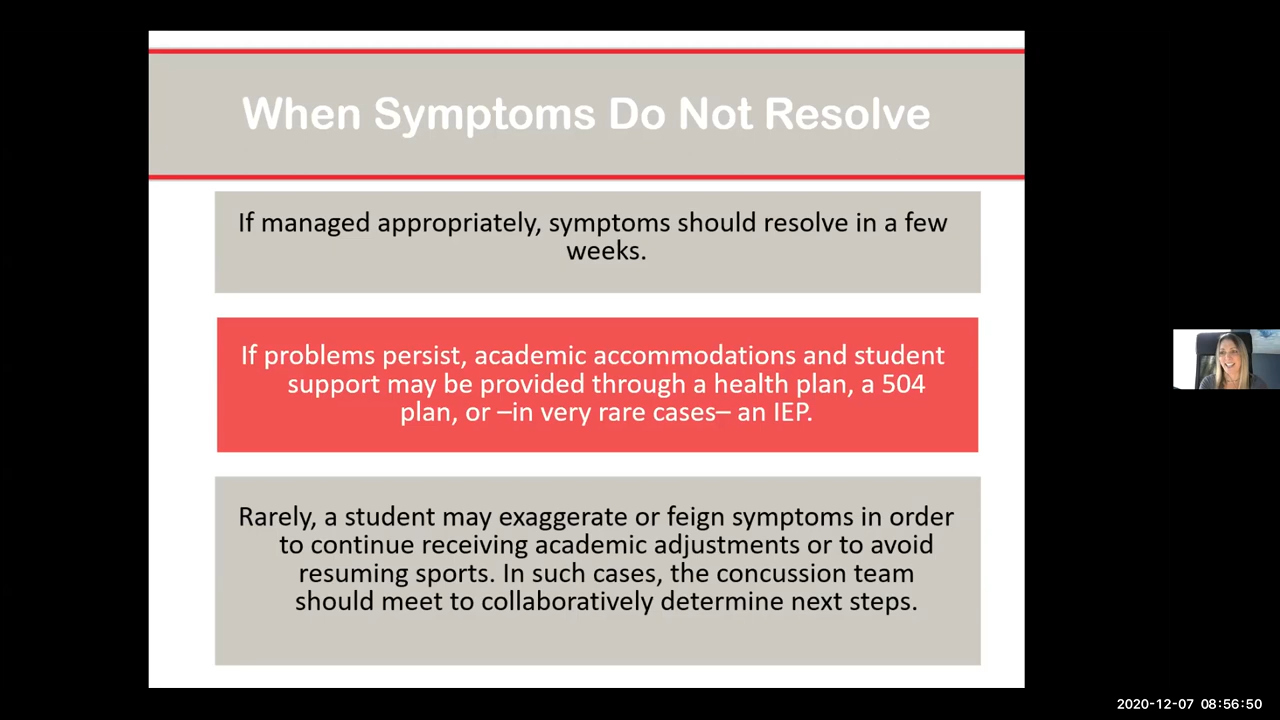 When Symptoms Do Not Resolve
If managed appropriately, symptoms should resolve in a few
weeks.
If problems persist, academic accommodations and student
support may be provided through a health plan, a 504
plan, or –in very rare cases– an IEP.
Rarely, a student may exaggerate or feign symptoms in order
to continue receiving academic adjustments or to avoid
resuming sports. In such cases, the concussion team
should meet to collaboratively determine next steps.
2020-12-07 08:56:50